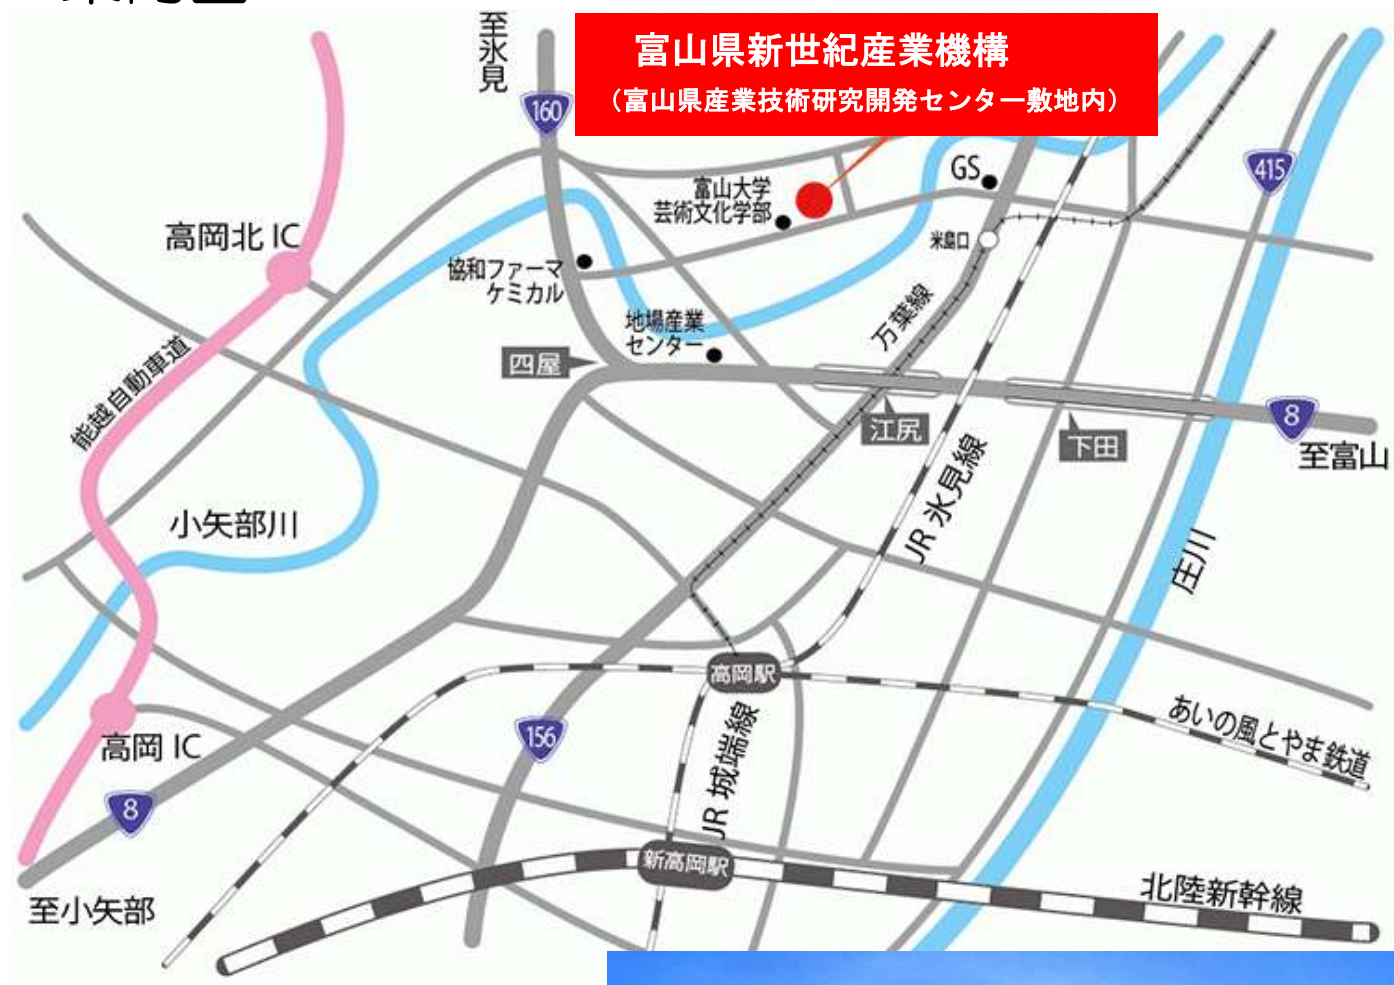 至氷見
富山県新世紀産業機構
（富山県産業技術研究開発センター敷地内）
160
415
GS
富山大学
芸術文化学部
高岡北 IC
米島口
協和ファーマ
ケミカル
地場産業
センター
万葉線
能越自動車道
四屋
江尻
下田
8
至富山
JR 氷見線
小矢部川
庄川
高岡駅
あいの風とやま鉄道
高岡 IC
156
JR 城端線
8
新高岡駅
北陸新幹線
至小矢部